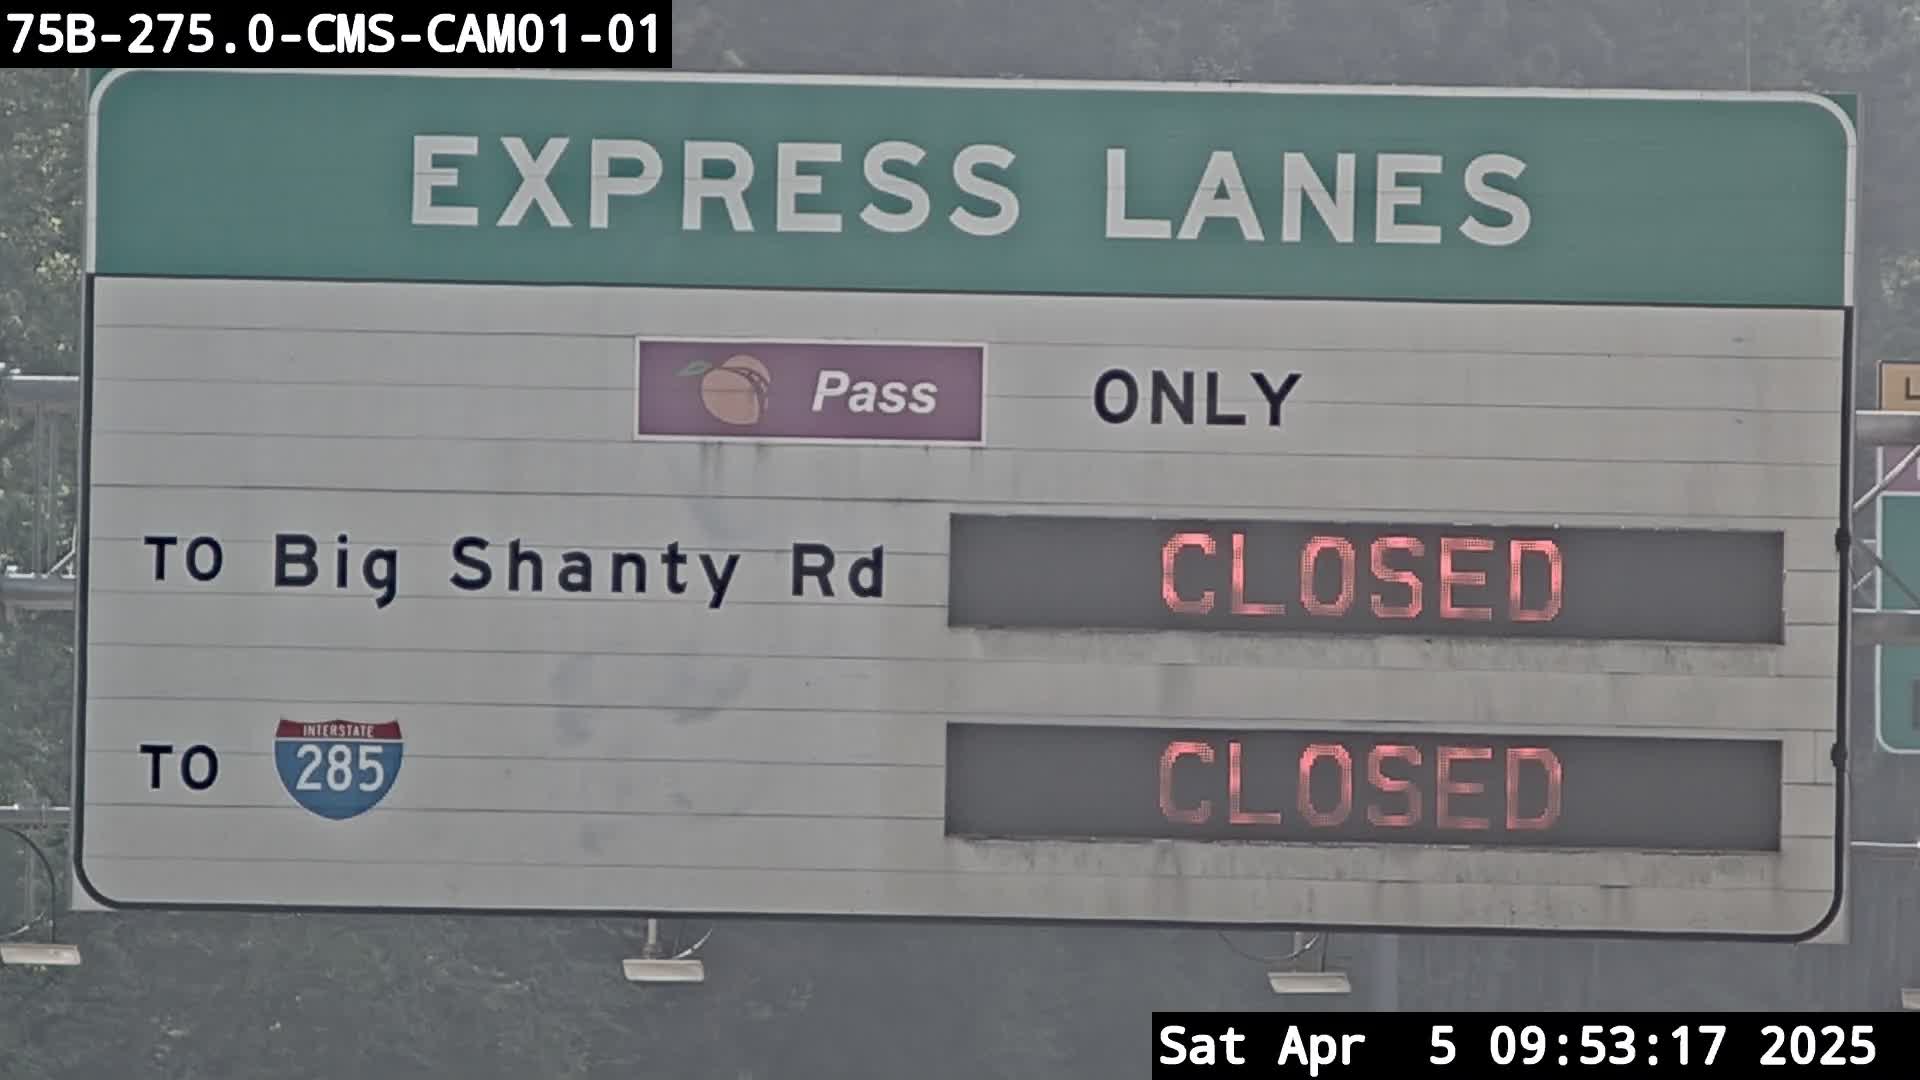 75B-275.0-CMS-CAM01-01
EXPRESS LANES
Pass ONLY
TO Big Shanty Rd CLOSED
TO INTERSTATE 285 CLOSED
Sat Apr 5 09:53:17 2025